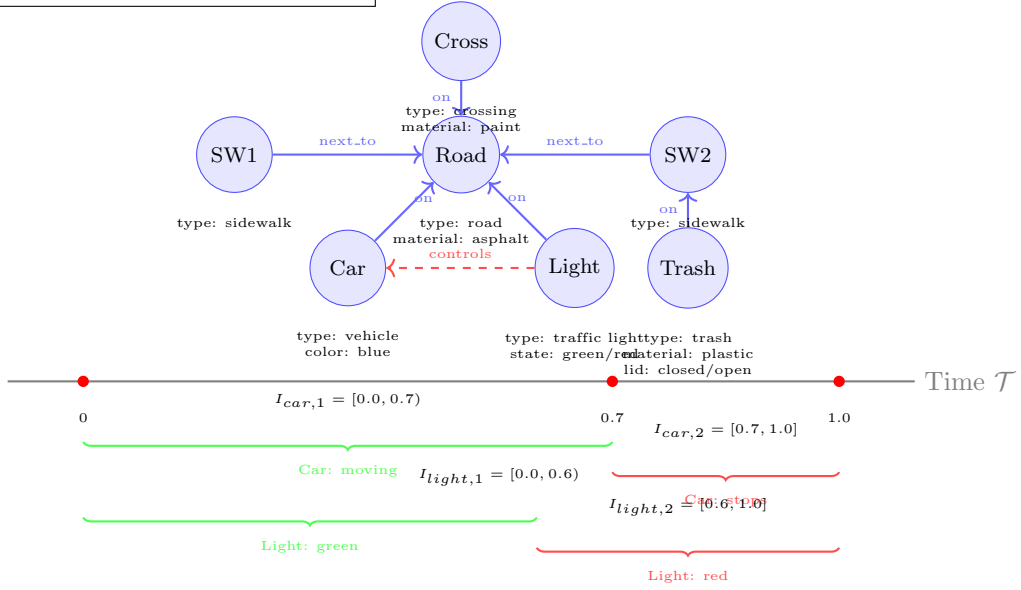 Cross
on
type: crossing
material: paint
SW1
next_to
Road
next_to
SW2
type: sidewalk
on
type: road
material: asphalt
on
on
type: sidewalk
Car
controls
Light
Trash
type: vehicle
color: blue
type: traffic light
state: green/red
type: trash
material: plastic
lid: closed/open
Time 𝒯
0
0.7
1.0
I_{car,1} = [0.0, 0.7)
I_{car,2} = [0.7, 1.0]
Car: moving
I_{light,1} = [0.0, 0.6)
Car: stops
I_{light,2} = [0.6, 1.0]
Light: green
Light: red